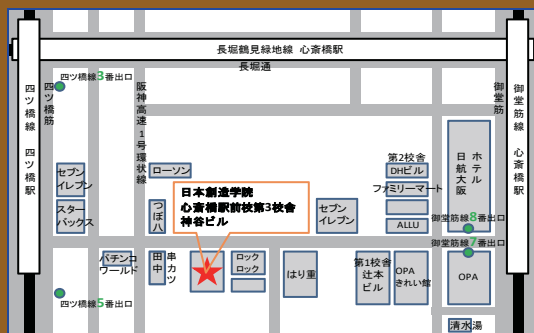 長堀鶴見緑地線 心斎橋駅
長堀通
四ツ橋線 四ツ橋駅
四ツ橋線3番出口
四ツ橋筋
阪神高速1号環状線
御堂筋
御堂筋線 心斎橋駅
セブン
イレブン
スター
バックス
ローソン
つぼ八
日本創造学院
心斎橋駅前校第3校舎
神谷ビル
セブン
イレブン
第2校舎
DHビル
ファミリーマート
ALLU
ホテル
日航大阪
御堂筋線8番出口
御堂筋線7番出口
パチンコ
ワールド
串カツ
田中
ロック
ロック
はり重
第1校舎
辻本
ビル
OPA
きれい館
OPA
四ツ橋線5番出口
清水湯